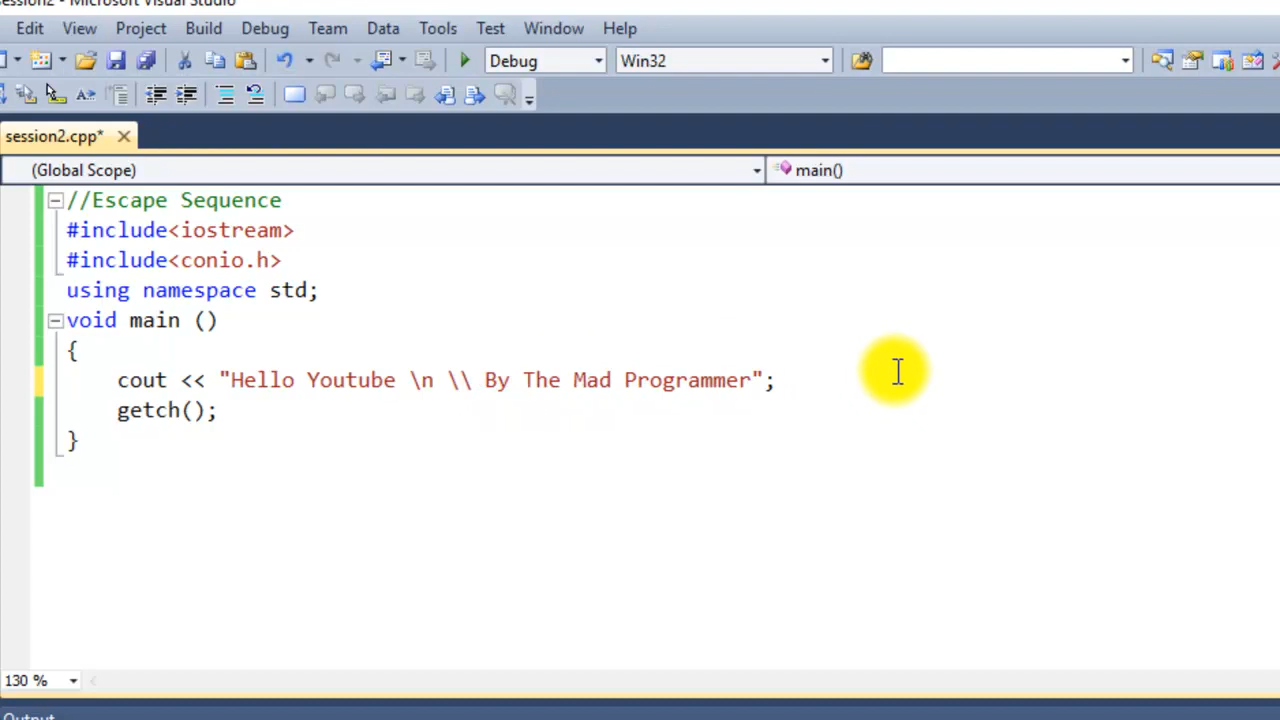 session2 - Microsoft Visual Studio
Edit View Project Build Debug Team Data Tools Test Window Help
Debug Win32
session2.cpp*
(Global Scope) main()
//Escape Sequence
#include<iostream>
#include<conio.h>
using namespace std;
void main ()
{
cout << "Hello Youtube \n \\ By The Mad Programmer";
getch();
}
130 %
Output